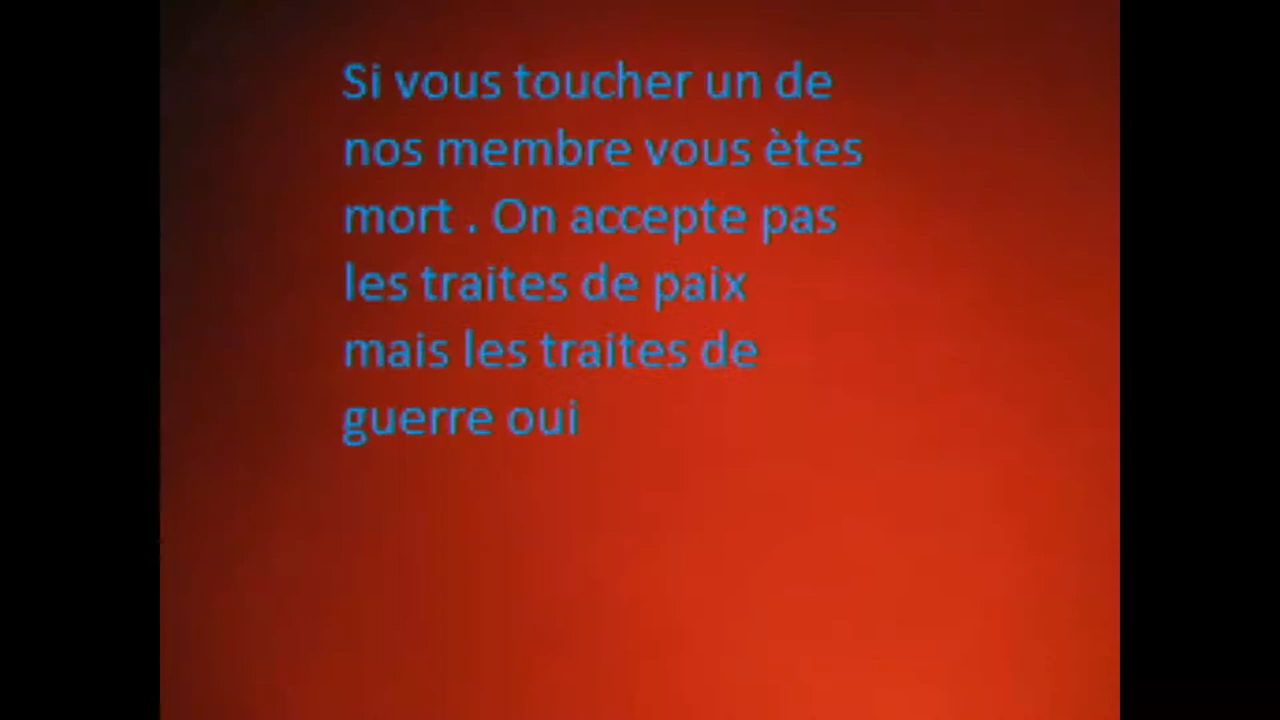 Si vous toucher un de
nos membre vous ètes
mort . On accepte pas
les traites de paix
mais les traites de
guerre oui